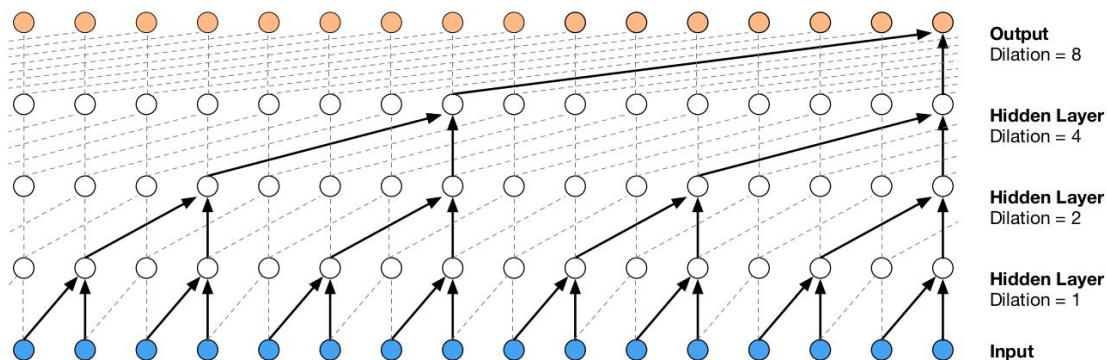 Output
Dilation = 8
Hidden Layer
Dilation = 4
Hidden Layer
Dilation = 2
Hidden Layer
Dilation = 1
Input